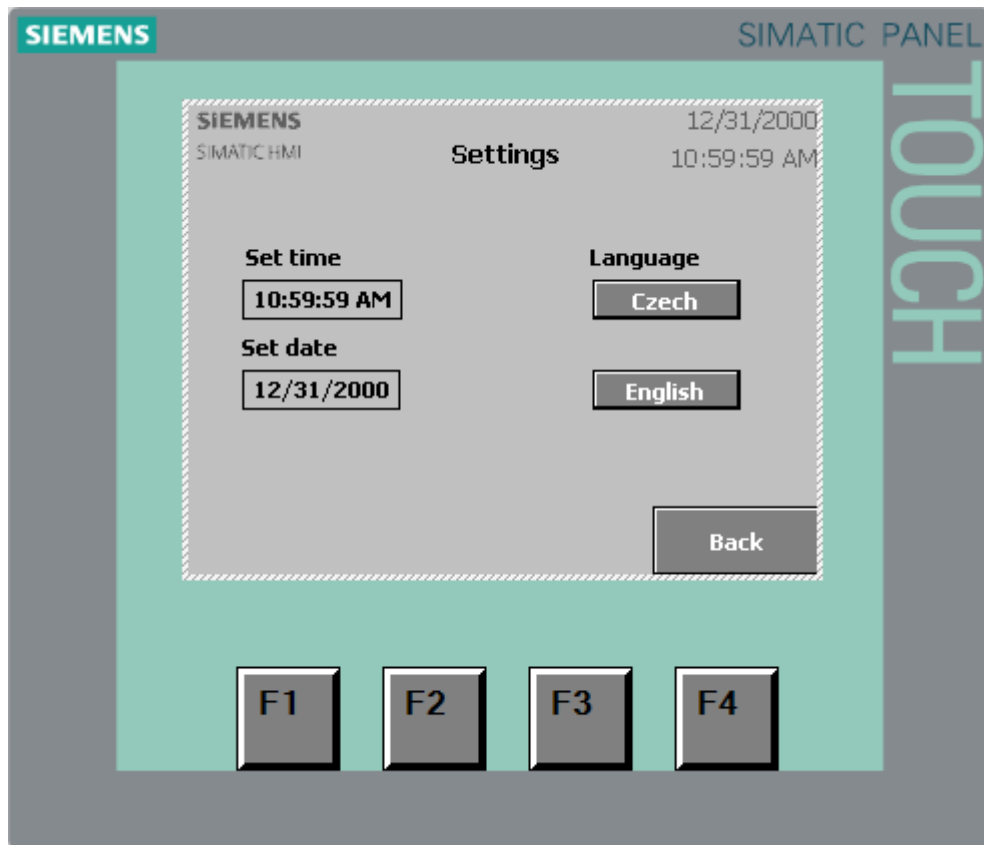 SIEMENS
SIMATIC PANEL
TOUCH
SIEMENS
12/31/2000
SIMATIC HMI
Settings
10:59:59 AM
Set time
Language
10:59:59 AM
Czech
Set date
12/31/2000
English
Back
F1
F2
F3
F4